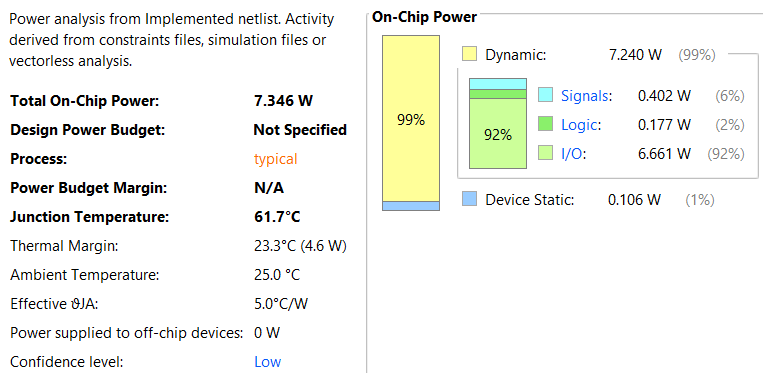 Power analysis from Implemented netlist. Activity
derived from constraints files, simulation files or
vectorless analysis.
Total On-Chip Power: 7.346 W
Design Power Budget: Not Specified
Process: typical
Power Budget Margin: N/A
Junction Temperature: 61.7°C
Thermal Margin: 23.3°C (4.6 W)
Ambient Temperature: 25.0 °C
Effective ϑJA: 5.0°C/W
Power supplied to off-chip devices: 0 W
Confidence level: Low
On-Chip Power
Dynamic: 7.240 W (99%)
99%
92%
Signals: 0.402 W (6%)
Logic: 0.177 W (2%)
I/O: 6.661 W (92%)
Device Static: 0.106 W (1%)